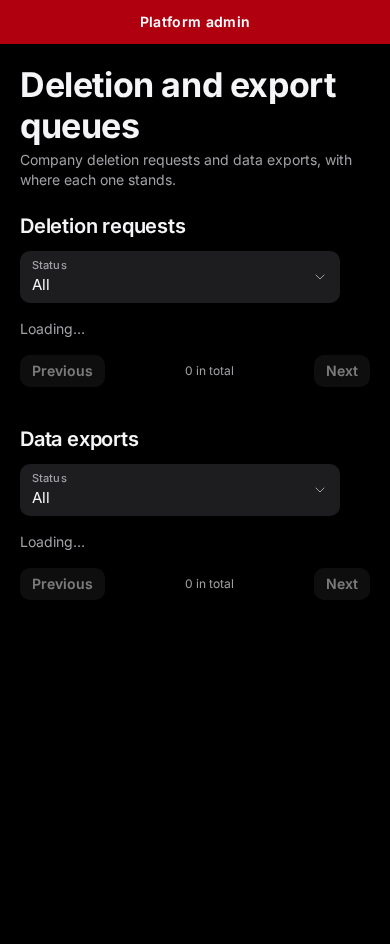 Platform admin
Deletion and export
queues
Company deletion requests and data exports, with
where each one stands.
Deletion requests
Status
All
Loading...
Previous
0 in total
Next
Data exports
Status
All
Loading...
Previous
0 in total
Next